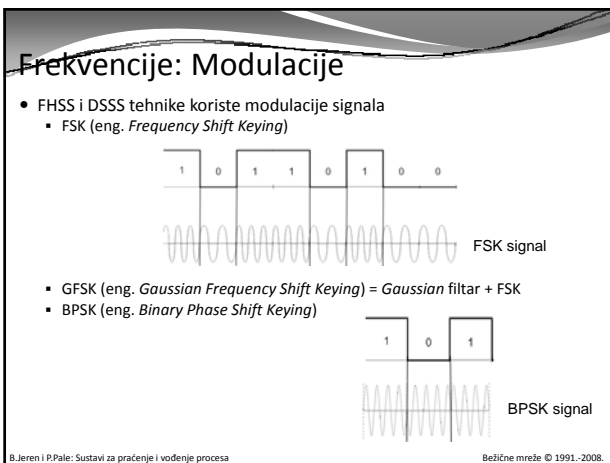 Frekvencije: Modulacije
• FHSS i DSSS tehnike koriste modulacije signala
▪ FSK (eng. Frequency Shift Keying)
1 0 1 1 0 1 0 0
FSK signal
▪ GFSK (eng. Gaussian Frequency Shift Keying) = Gaussian filtar + FSK
▪ BPSK (eng. Binary Phase Shift Keying)
1 0 1
BPSK signal
B.Jeren i P.Pale: Sustavi za praćenje i vođenje procesa
Bežične mreže © 1991.-2008.